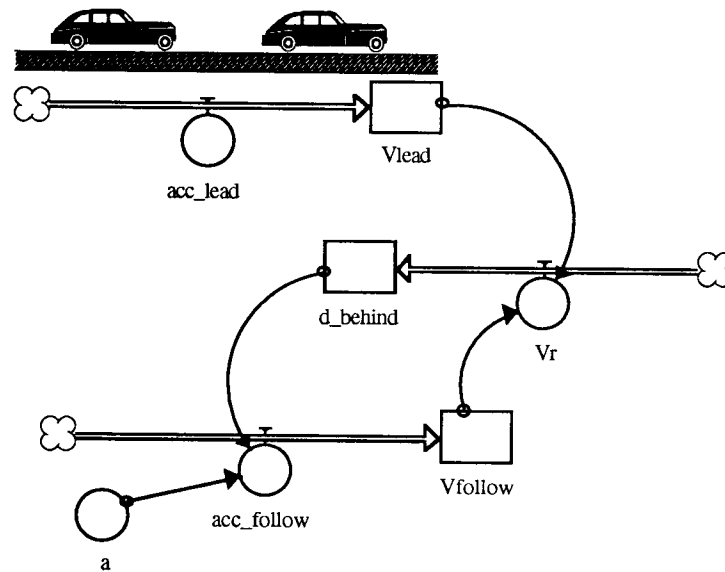 Vlead
acc_lead
d_behind
Vr
Vfollow
acc_follow
a